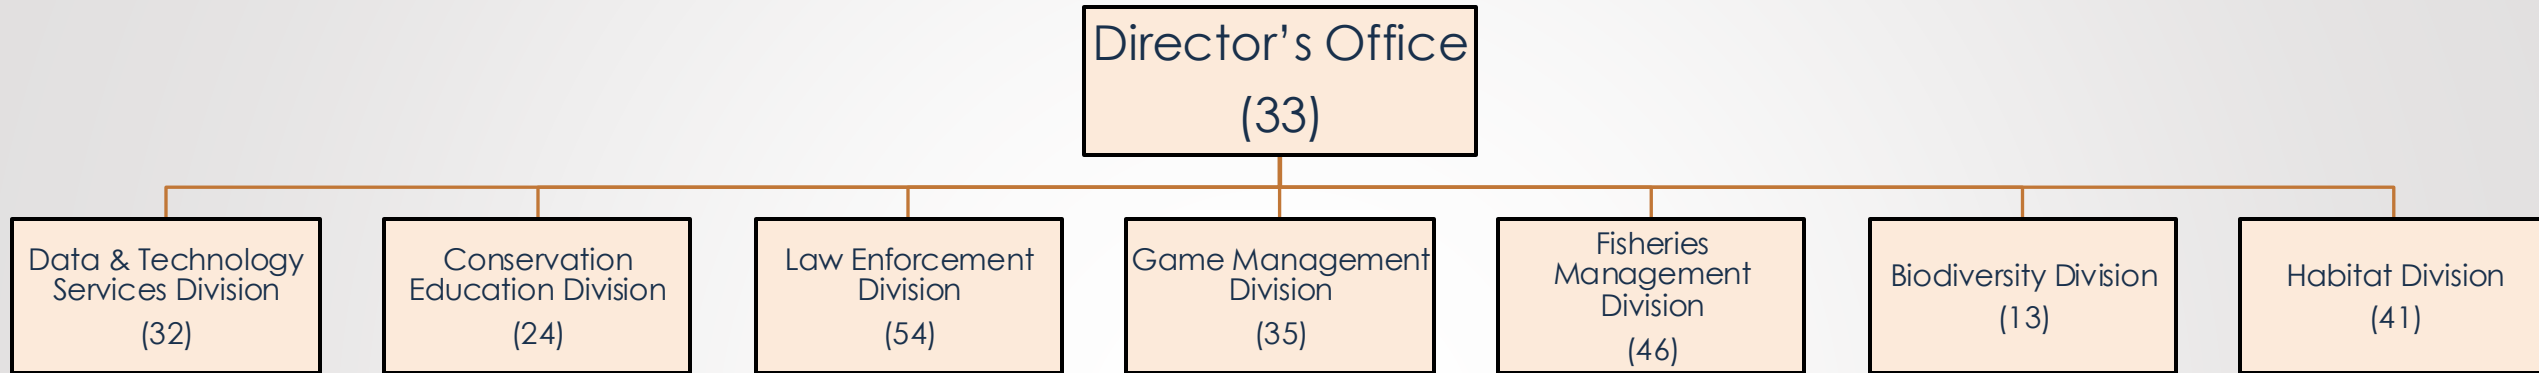 Director’s Office
(33)
Data & Technology
Services Division
(32)
Conservation
Education Division
(24)
Law Enforcement
Division
(54)
Game Management
Division
(35)
Fisheries
Management
Division
(46)
Biodiversity Division
(13)
Habitat Division
(41)